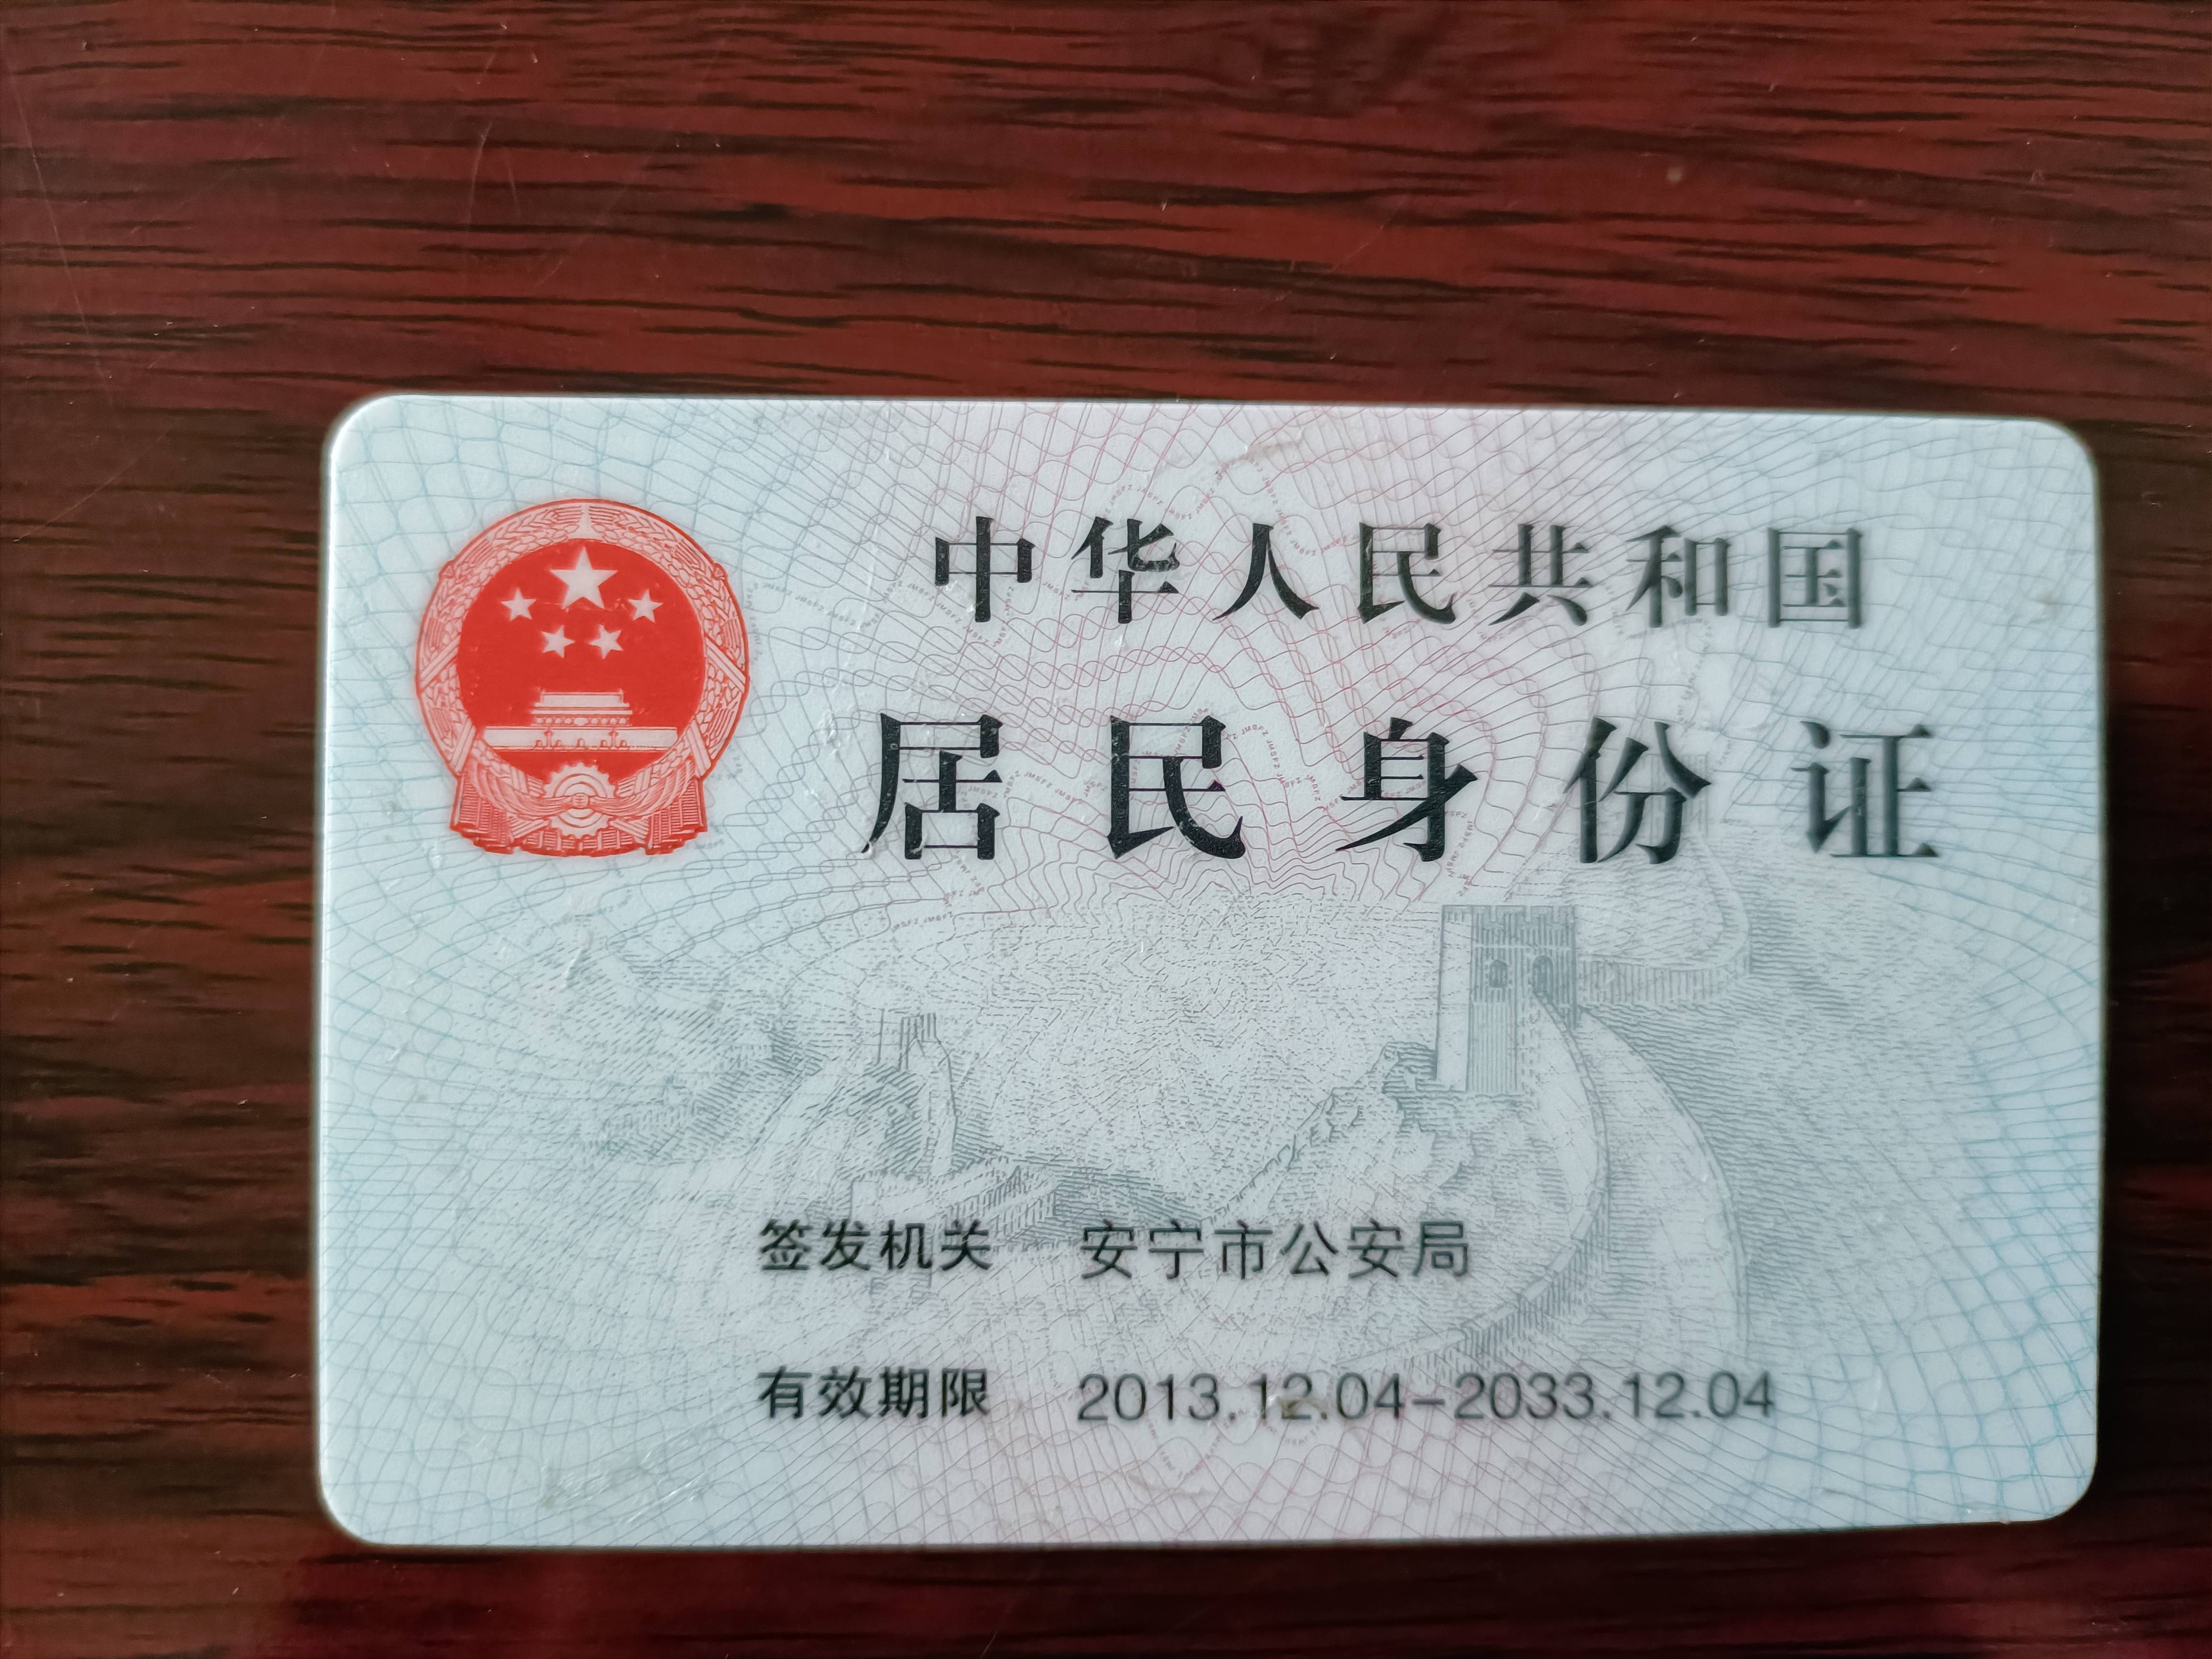 中华人民共和国
居民身份证
签发机关 安宁市公安局
有效期限 2013.12.04-2033.12.04